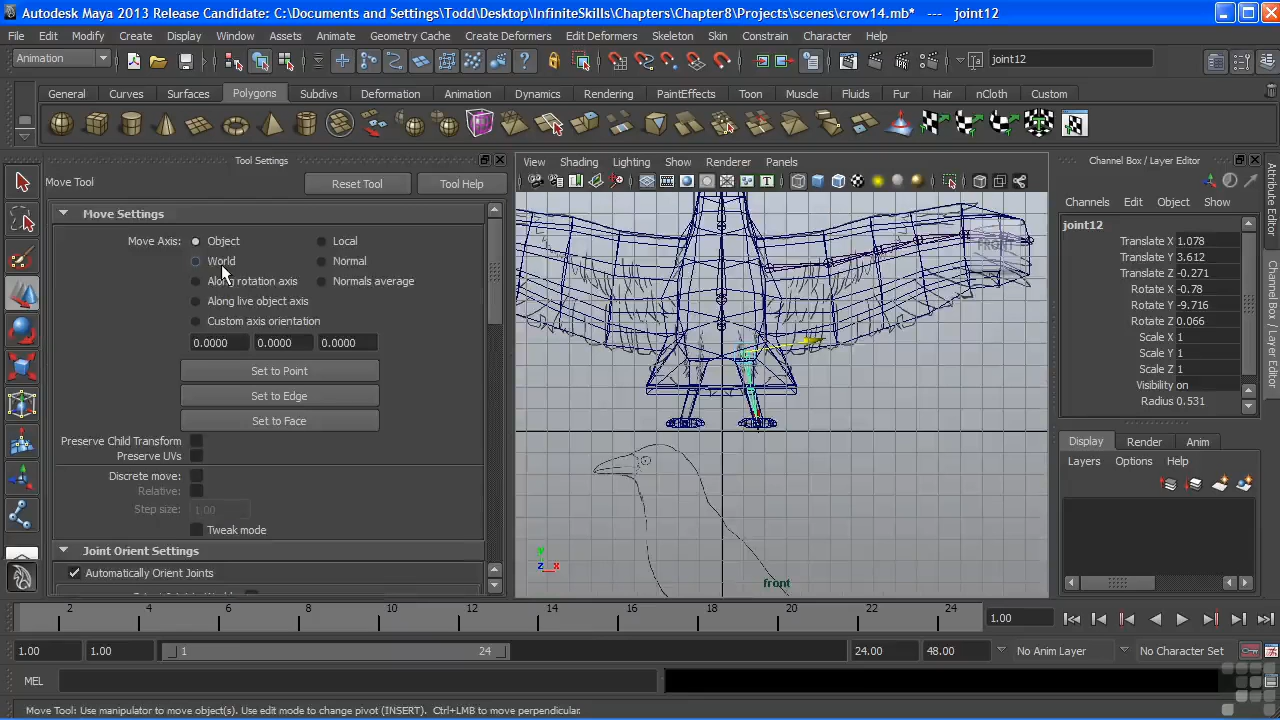 Autodesk Maya 2013 Release Candidate: C:\Documents and Settings\Todd\Desktop\InfiniteSkills\Chapters\Chapter8\Projects\scenes\crow14.mb* --- joint12
File Edit Modify Create Display Window Assets Animate Geometry Cache Create Deformers Edit Deformers Skeleton Skin Constrain Character Help
Animation
joint12
General Curves Surfaces Polygons Subdivs Deformation Animation Dynamics Rendering PaintEffects Toon Muscle Fluids Fur Hair nCloth Custom
Tool Settings
Move Tool Reset Tool Tool Help
Move Settings
Move Axis: Object Local
World Normal
Along rotation axis Normals average
Along live object axis
Custom axis orientation
0.0000 0.0000 0.0000
Set to Point
Set to Edge
Set to Face
Preserve Child Transform
Preserve UVs
Discrete move:
Relative:
Step size: 1.00
Tweak mode
Joint Orient Settings
Automatically Orient Joints
View Shading Lighting Show Renderer Panels
FRONT
y
z x
front
Channel Box / Layer Editor
Channels Edit Object Show
joint12
Translate X 1.078
Translate Y 3.612
Translate Z -0.271
Rotate X -0.78
Rotate Y -9.716
Rotate Z 0.066
Scale X 1
Scale Y 1
Scale Z 1
Visibility on
Radius 0.531
Display Render Anim
Layers Options Help
Attribute Editor
Channel Box / Layer Editor
2 4 6 8 10 12 14 16 18 20 22 24
1.00
1.00 1.00 1 24 24.00 48.00 No Anim Layer No Character Set
MEL
Move Tool: Use manipulator to move object(s). Use edit mode to change pivot (INSERT). Ctrl+LMB to move perpendicular.